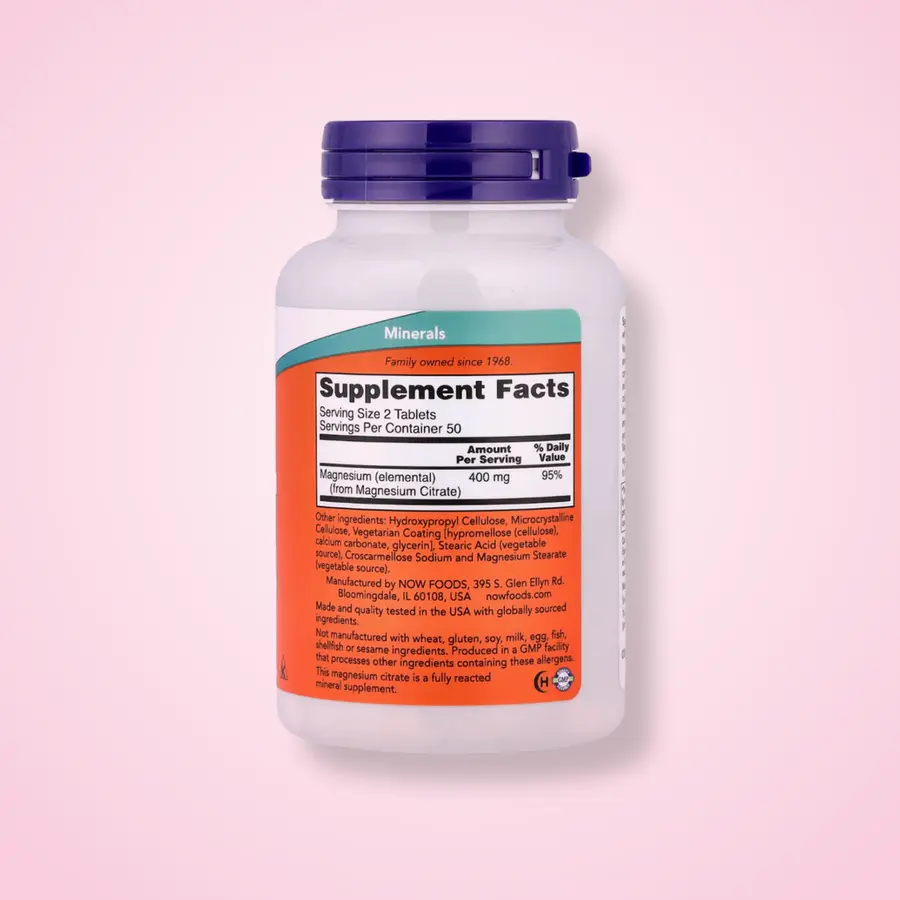 Minerals
Family owned since 1968.
Supplement Facts
Serving Size 2 Tablets
Servings Per Container 50
Amount Per Serving
% Daily Value
Magnesium (elemental) 400 mg 95%
(from Magnesium Citrate)
Other ingredients: Hydroxypropyl Cellulose, Microcrystalline
Cellulose, Vegetarian Coating [hypromellose (cellulose),
calcium carbonate, glycerin], Stearic Acid (vegetable
source), Croscarmellose Sodium and Magnesium Stearate
(vegetable source).
Manufactured by NOW FOODS, 395 S. Glen Ellyn Rd.
Bloomingdale, IL 60108, USA nowfoods.com
Made and quality tested in the USA with globally sourced
ingredients.
Not manufactured with wheat, gluten, soy, milk, egg, fish,
shellfish or sesame ingredients. Produced in a GMP facility
that processes other ingredients containing these allergens.
This magnesium citrate is a fully reacted
mineral supplement.
K
H
GMP